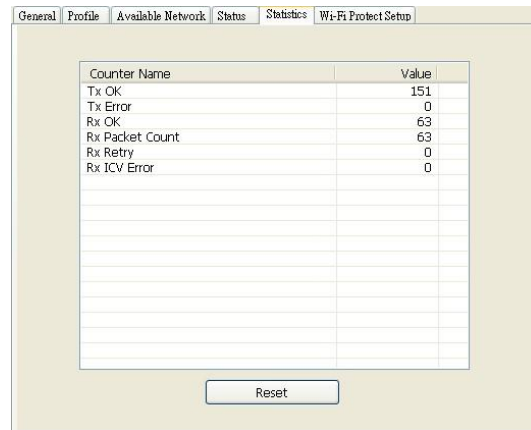 General Profile Available Network Status Statistics Wi-Fi Protect Setup
Counter Name Value
Tx OK 151
Tx Error 0
Rx OK 63
Rx Packet Count 63
Rx Retry 0
Rx ICV Error 0
Reset